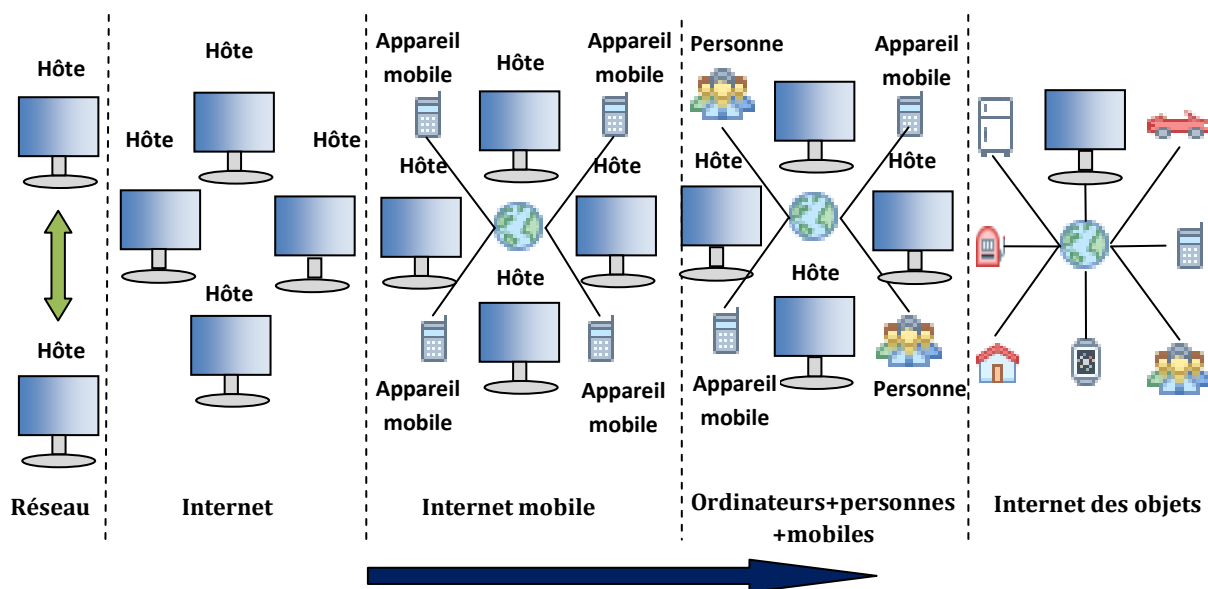 Hôte
Hôte
Réseau
Hôte
Hôte
Hôte
Hôte
Internet
Appareil
mobile
Hôte
Appareil
mobile
Hôte
Hôte
Hôte
Appareil
mobile
Appareil
mobile
Internet mobile
Personne
Hôte
Appareil
mobile
Hôte
Hôte
Hôte
Appareil
mobile
Personne
Ordinateurs+personnes
+mobiles
Internet des objets